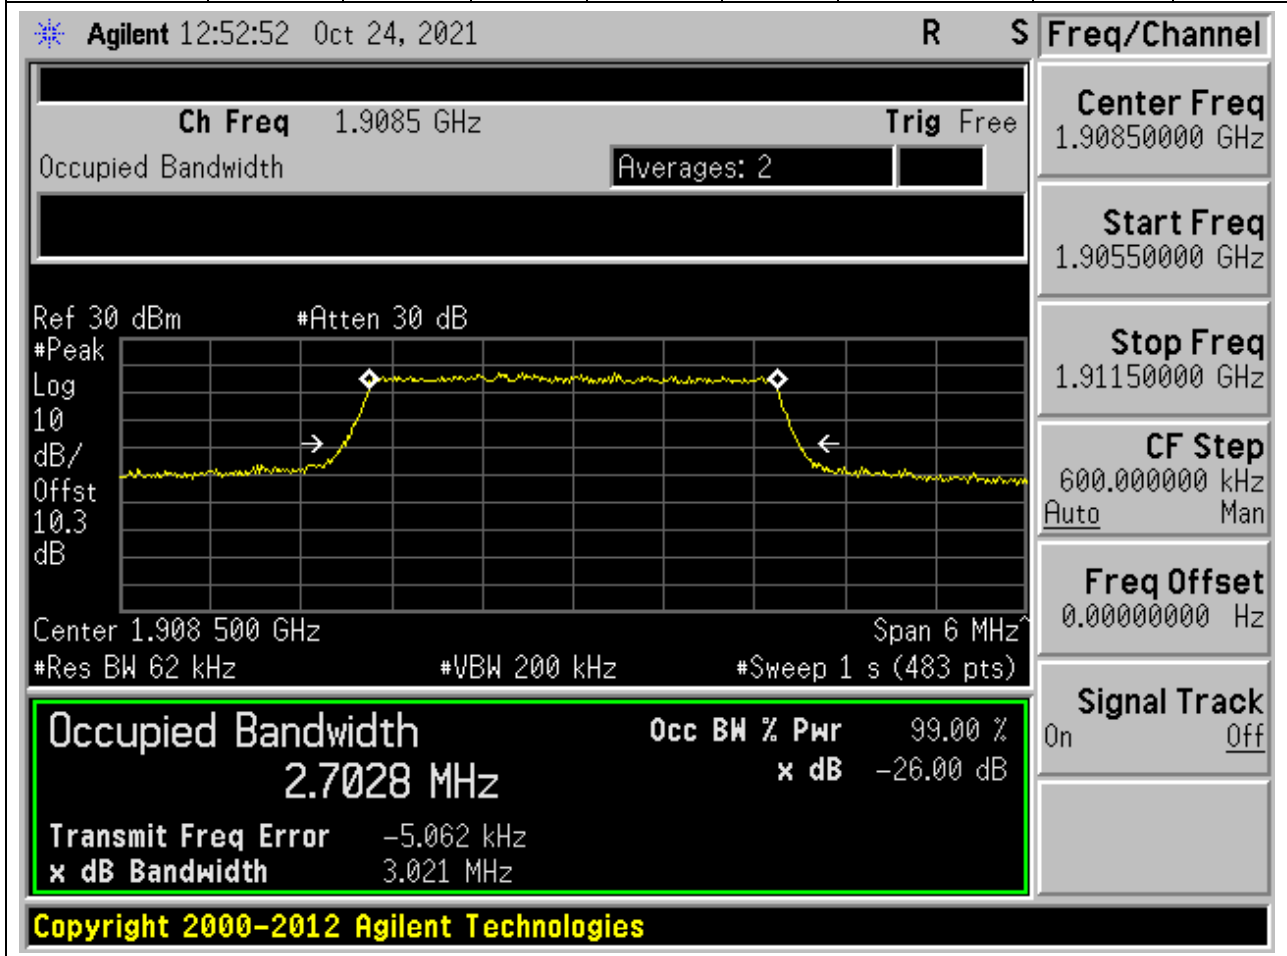 Agilent 12:52:52 Oct 24, 2021 R S
Freq/Channel
Ch Freq 1.9085 GHz Trig Free
Occupied Bandwidth Averages: 2
Ref 30 dBm #Atten 30 dB
#Peak
Log
10
dB/
Offst
10.3
dB
Center 1.908 500 GHz Span 6 MHz^
#Res BW 62 kHz #VBW 200 kHz #Sweep 1 s (483 pts)
Occupied Bandwidth Occ BW % Pwr 99.00 %
2.7028 MHz x dB -26.00 dB
Transmit Freq Error -5.062 kHz
x dB Bandwidth 3.021 MHz
Copyright 2000-2012 Agilent Technologies
Center Freq
1.90850000 GHz
Start Freq
1.90550000 GHz
Stop Freq
1.91150000 GHz
CF Step
600.000000 kHz
Auto Man
Freq Offset
0.00000000 Hz
Signal Track
On Off